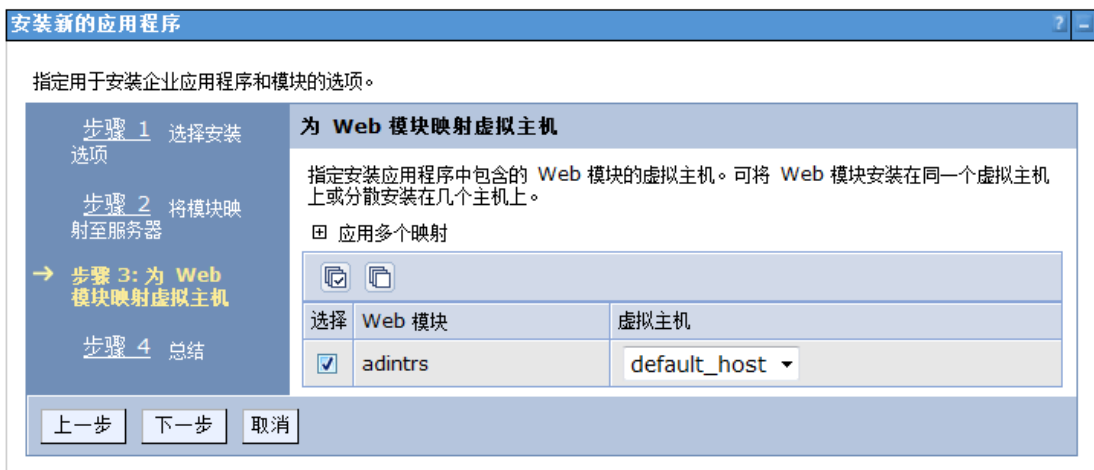 安装新的应用程序
? –
指定用于安装企业应用程序和模块的选项。
步骤 1 选择安装
选项
步骤 2 将模块映
射至服务器
→ 步骤 3: 为 Web
模块映射虚拟主机
步骤 4 总结
为 Web 模块映射虚拟主机
指定安装应用程序中包含的 Web 模块的虚拟主机。可将 Web 模块安装在同一个虚拟主机
上或分散安装在几个主机上。
应用多个映射
选择 Web 模块 虚拟主机
adintrs default_host
上一步 下一步 取消